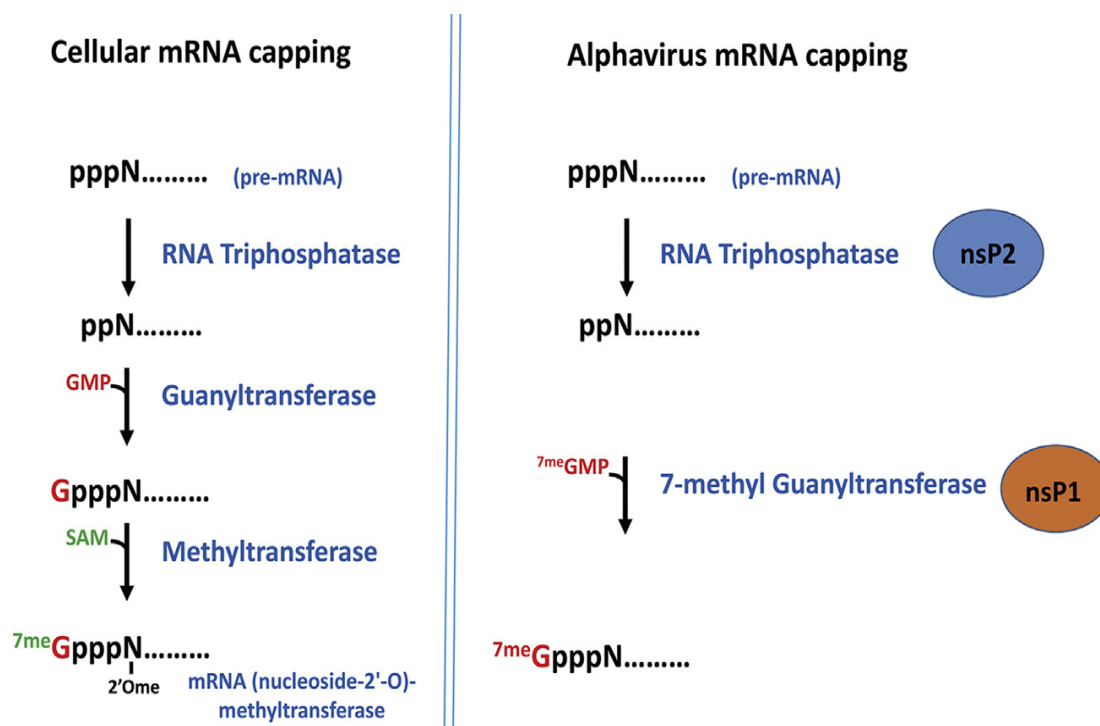 Cellular mRNA capping
pppN......... (pre-mRNA)
RNA Triphosphatase
ppN.........
GMP
Guanyltransferase
GpppN.........
SAM
Methyltransferase
7meGpppN.........
2'Ome
mRNA (nucleoside-2'-O)-
methyltransferase
Alphavirus mRNA capping
pppN......... (pre-mRNA)
RNA Triphosphatase
nsP2
ppN.........
7meGMP
7-methyl Guanyltransferase
nsP1
7meGpppN.........